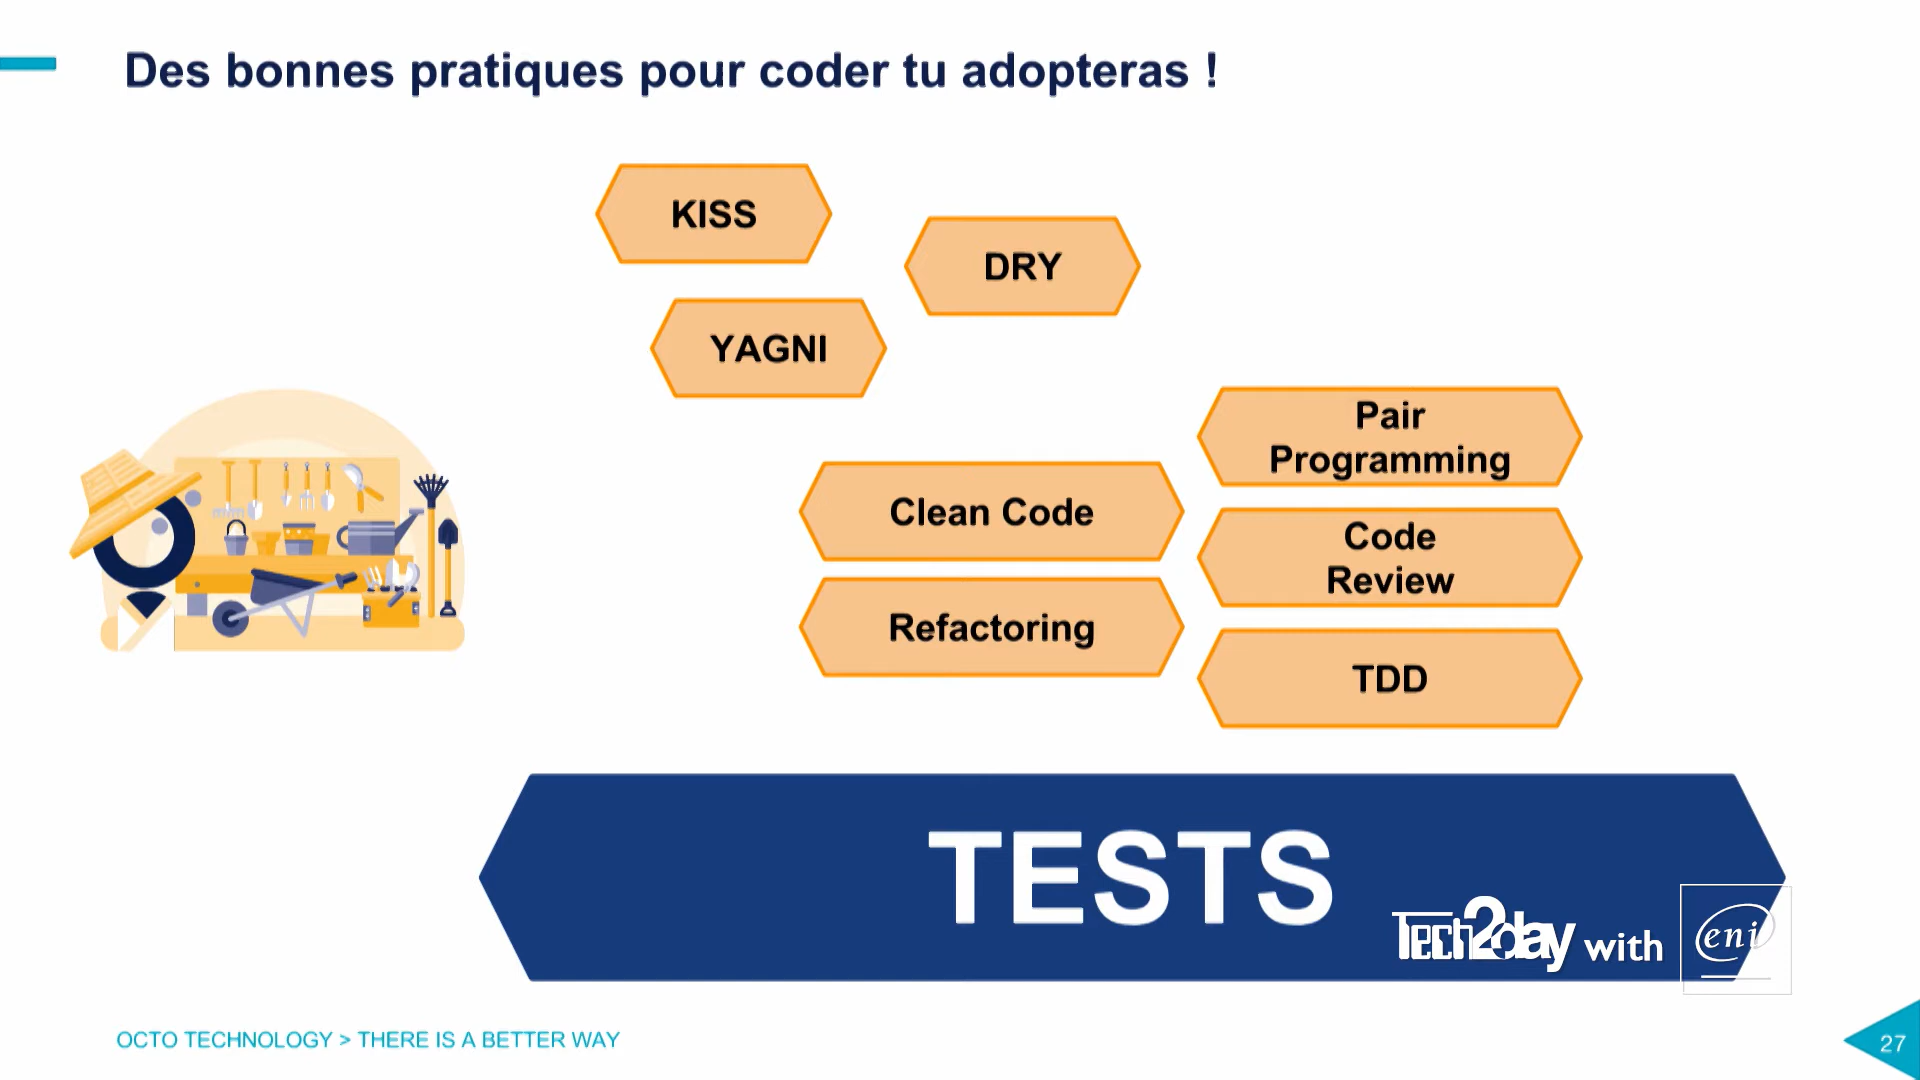 Des bonnes pratiques pour coder tu adopteras !
KISS
DRY
YAGNI
Pair
Programming
Clean Code
Code
Review
Refactoring
TDD
TESTS
Tech2day with eni
OCTO TECHNOLOGY > THERE IS A BETTER WAY
27